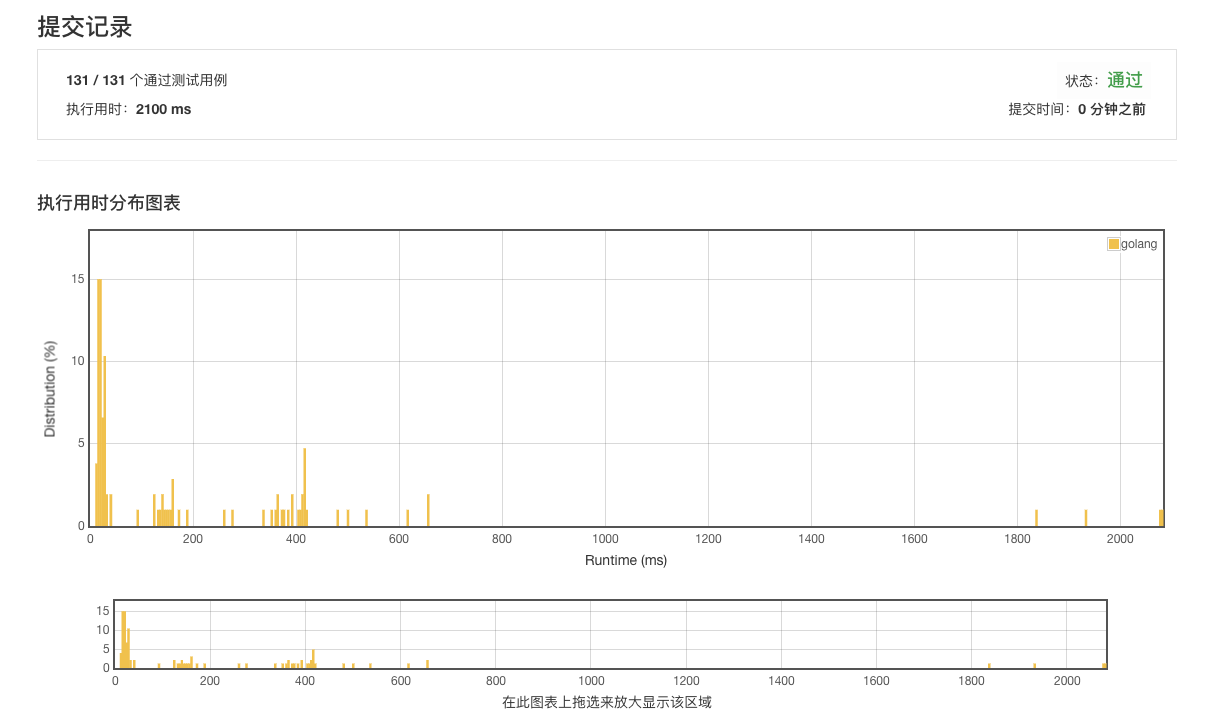 提交记录
131 / 131 个通过测试用例
状态：通过
执行用时：2100 ms
提交时间：0 分钟之前
执行用时分布图表
golang
Distribution (%)
15
10
5
0
0 200 400 600 800 1000 1200 1400 1600 1800 2000
Runtime (ms)
15
10
5
0
0 200 400 600 800 1000 1200 1400 1600 1800 2000
在此图表上拖选来放大显示该区域